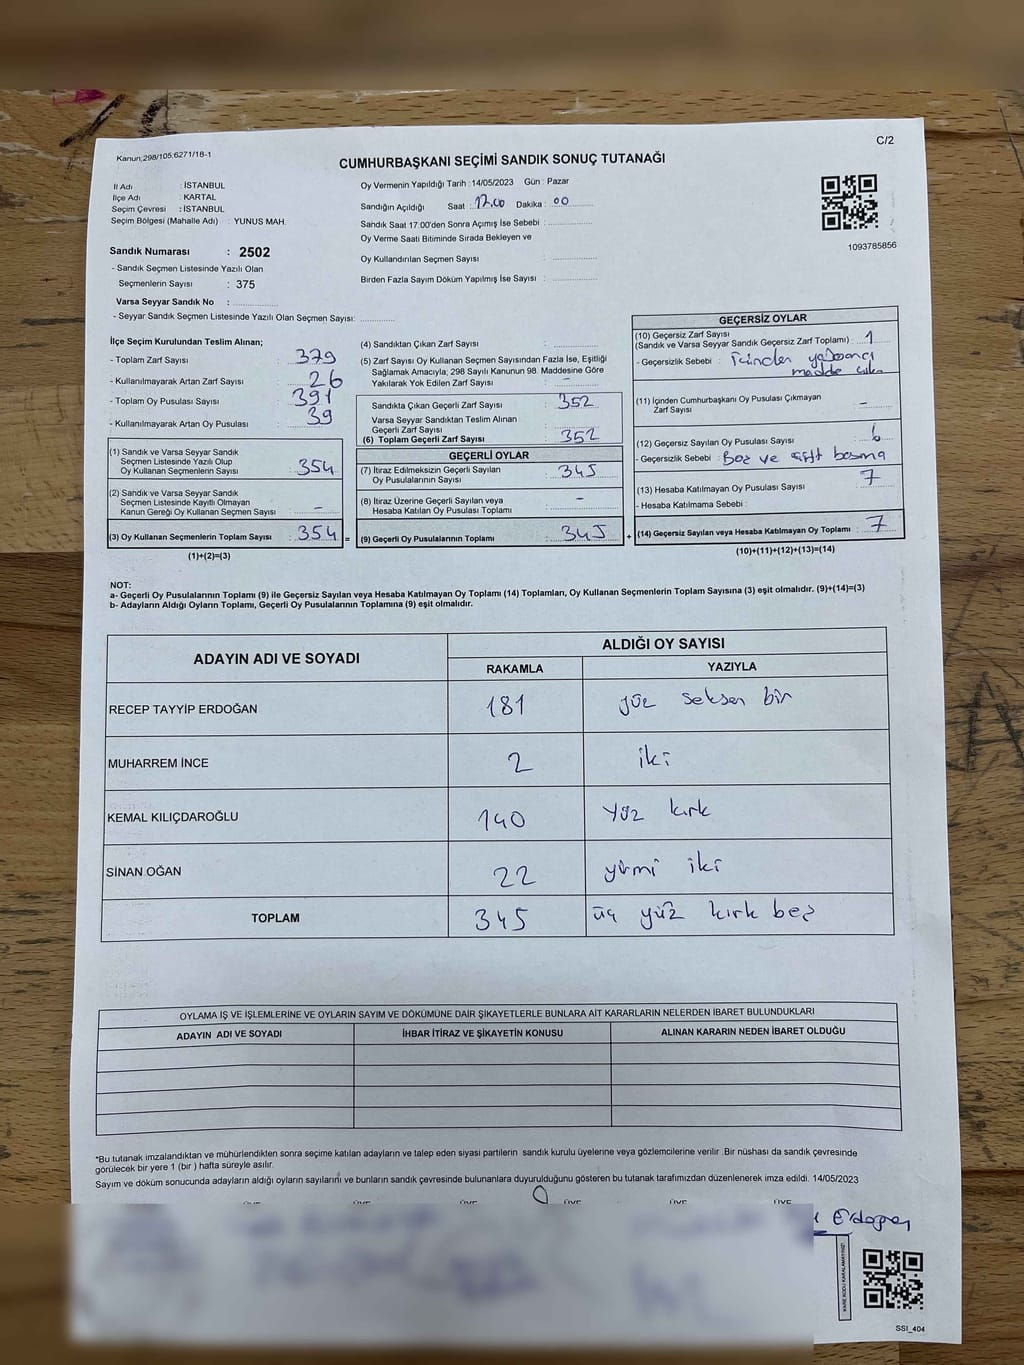 C/2
Kanun:298/105,6271/18-1
CUMHURBAŞKANI SEÇİMİ SANDIK SONUÇ TUTANAĞI
İl Adı : İSTANBUL
İlçe Adı : KARTAL
Seçim Çevresi : İSTANBUL
Seçim Bölgesi (Mahalle Adı) : YUNUS MAH.
Sandık Numarası : 2502
- Sandık Seçmen Listesinde Yazılı Olan
Seçmenlerin Sayısı : 375
Varsa Seyyar Sandık No :
- Seyyar Sandık Seçmen Listesinde Yazılı Olan Seçmen Sayısı:
Oy Vermenin Yapıldığı Tarih :14/05/2023 Gün : Pazar
Sandığın Açıldığı Saat : 17.00 Dakika : 00
Sandık Saat 17:00'den Sonra Açımış İse Sebebi :
Oy Verme Saati Bitiminde Sırada Bekleyen ve
Oy Kullandırılan Seçmen Sayısı :
Birden Fazla Sayım Döküm Yapılmış İse Sayısı :
1093785856
İlçe Seçim Kurulundan Teslim Alınan;
- Toplam Zarf Sayısı : 379
- Kullanılmayarak Artan Zarf Sayısı : 26
- Toplam Oy Pusulası Sayısı : 391
- Kullanılmayarak Artan Oy Pusulası : 39
(1) Sandık ve Varsa Seyyar Sandık
Seçmen Listesinde Yazılı Olup
Oy Kullanan Seçmenlerin Sayısı : 354
(2) Sandık ve Varsa Seyyar Sandık
Seçmen Listesinde Kayıtlı Olmayan
Kanun Gereği Oy Kullanan Seçmen Sayısı : -
(3) Oy Kullanan Seçmenlerin Toplam Sayısı : 354 =
(1)+(2)=(3)
(4) Sandıktan Çıkan Zarf Sayısı :
(5) Zarf Sayısı Oy Kullanan Seçmen Sayısından Fazla İse, Eşitliği
Sağlamak Amacıyla; 298 Sayılı Kanunun 98. Maddesine Göre
Yakılarak Yok Edilen Zarf Sayısı : -
Sandıkta Çıkan Geçerli Zarf Sayısı : 352
Varsa Seyyar Sandıktan Teslim Alınan
Geçerli Zarf Sayısı :
(6) Toplam Geçerli Zarf Sayısı : 352
GEÇERLİ OYLAR
(7) İtiraz Edilmeksizin Geçerli Sayılan
Oy Pusulalarının Sayısı : 345
(8) İtiraz Üzerine Geçerli Sayılan veya
Hesaba Katılan Oy Pusulası Toplamı : -
(9) Geçerli Oy Pusulalarının Toplamı : 345 +
GEÇERSİZ OYLAR
(10) Geçersiz Zarf Sayısı
(Sandık ve Varsa Seyyar Sandık Geçersiz Zarf Toplamı) : 1
- Geçersizlik Sebebi : İçinden yabancı
madde çıkı
(11) İçinden Cumhurbaşkanı Oy Pusulası Çıkmayan
Zarf Sayısı : -
(12) Geçersiz Sayılan Oy Pusulası Sayısı : 6
- Geçersizlik Sebebi : Boz ve çift basma
(13) Hesaba Katılmayan Oy Pusulası Sayısı : 7
- Hesaba Katılmama Sebebi :
(14) Geçersiz Sayılan veya Hesaba Katılmayan Oy Toplamı : 7
(10)+(11)+(12)+(13)=(14)
NOT:
a- Geçerli Oy Pusulalarının Toplamı (9) ile Geçersiz Sayılan veya Hesaba Katılmayan Oy Toplamı (14) Toplamları, Oy Kullanan Seçmenlerin Toplam Sayısına (3) eşit olmalıdır. (9)+(14)=(3)
b- Adayların Aldığı Oyların Toplamı, Geçerli Oy Pusulalarının Toplamına (9) eşit olmalıdır.
ADAYIN ADI VE SOYADI ALDIĞI OY SAYISI
RAKAMLA YAZIYLA
RECEP TAYYİP ERDOĞAN 181 yüz seksen bir
MUHARREM İNCE 2 iki
KEMAL KILIÇDAROĞLU 140 yüz kırk
SİNAN OĞAN 22 yirmi iki
TOPLAM 345 üç yüz kırk beş
OYLAMA İŞ VE İŞLEMLERİNE VE OYLARIN SAYIM VE DÖKÜMÜNE DAİR ŞİKAYETLERLE BUNLARA AİT KARARLARIN NELERDEN İBARET BULUNDUKLARI
ADAYIN ADI VE SOYADI İHBAR İTİRAZ VE ŞİKAYETİN KONUSU ALINAN KARARIN NEDEN İBARET OLDUĞU
*Bu tutanak imzalandıktan ve mühürlendikten sonra seçime katılan adayların ve talep eden siyasi partilerin sandık kurulu üyelerine veya gözlemcilerine verilir .Bir nüshası da sandık çevresinde
görülecek bir yere 1 (bir ) hafta süreyle asılır.
Sayım ve döküm sonucunda adayların aldığı oyların sayılarını ve bunların sandık çevresinde bulunanlara duyurulduğunu gösteren bu tutanak tarafımızdan düzenlenerek imza edildi. 14/05/2023
ÜYE ÜYE ÜYE ÜYE ÜYE ÜYE
Erdogan
SSI_404